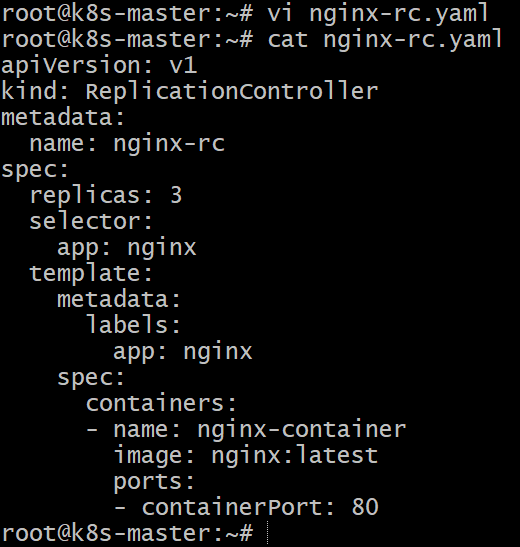 root@k8s-master:~# vi nginx-rc.yaml
root@k8s-master:~# cat nginx-rc.yaml
apiVersion: v1
kind: ReplicationController
metadata:
  name: nginx-rc
spec:
  replicas: 3
  selector:
    app: nginx
  template:
    metadata:
      labels:
        app: nginx
    spec:
      containers:
      - name: nginx-container
        image: nginx:latest
        ports:
        - containerPort: 80
root@k8s-master:~#